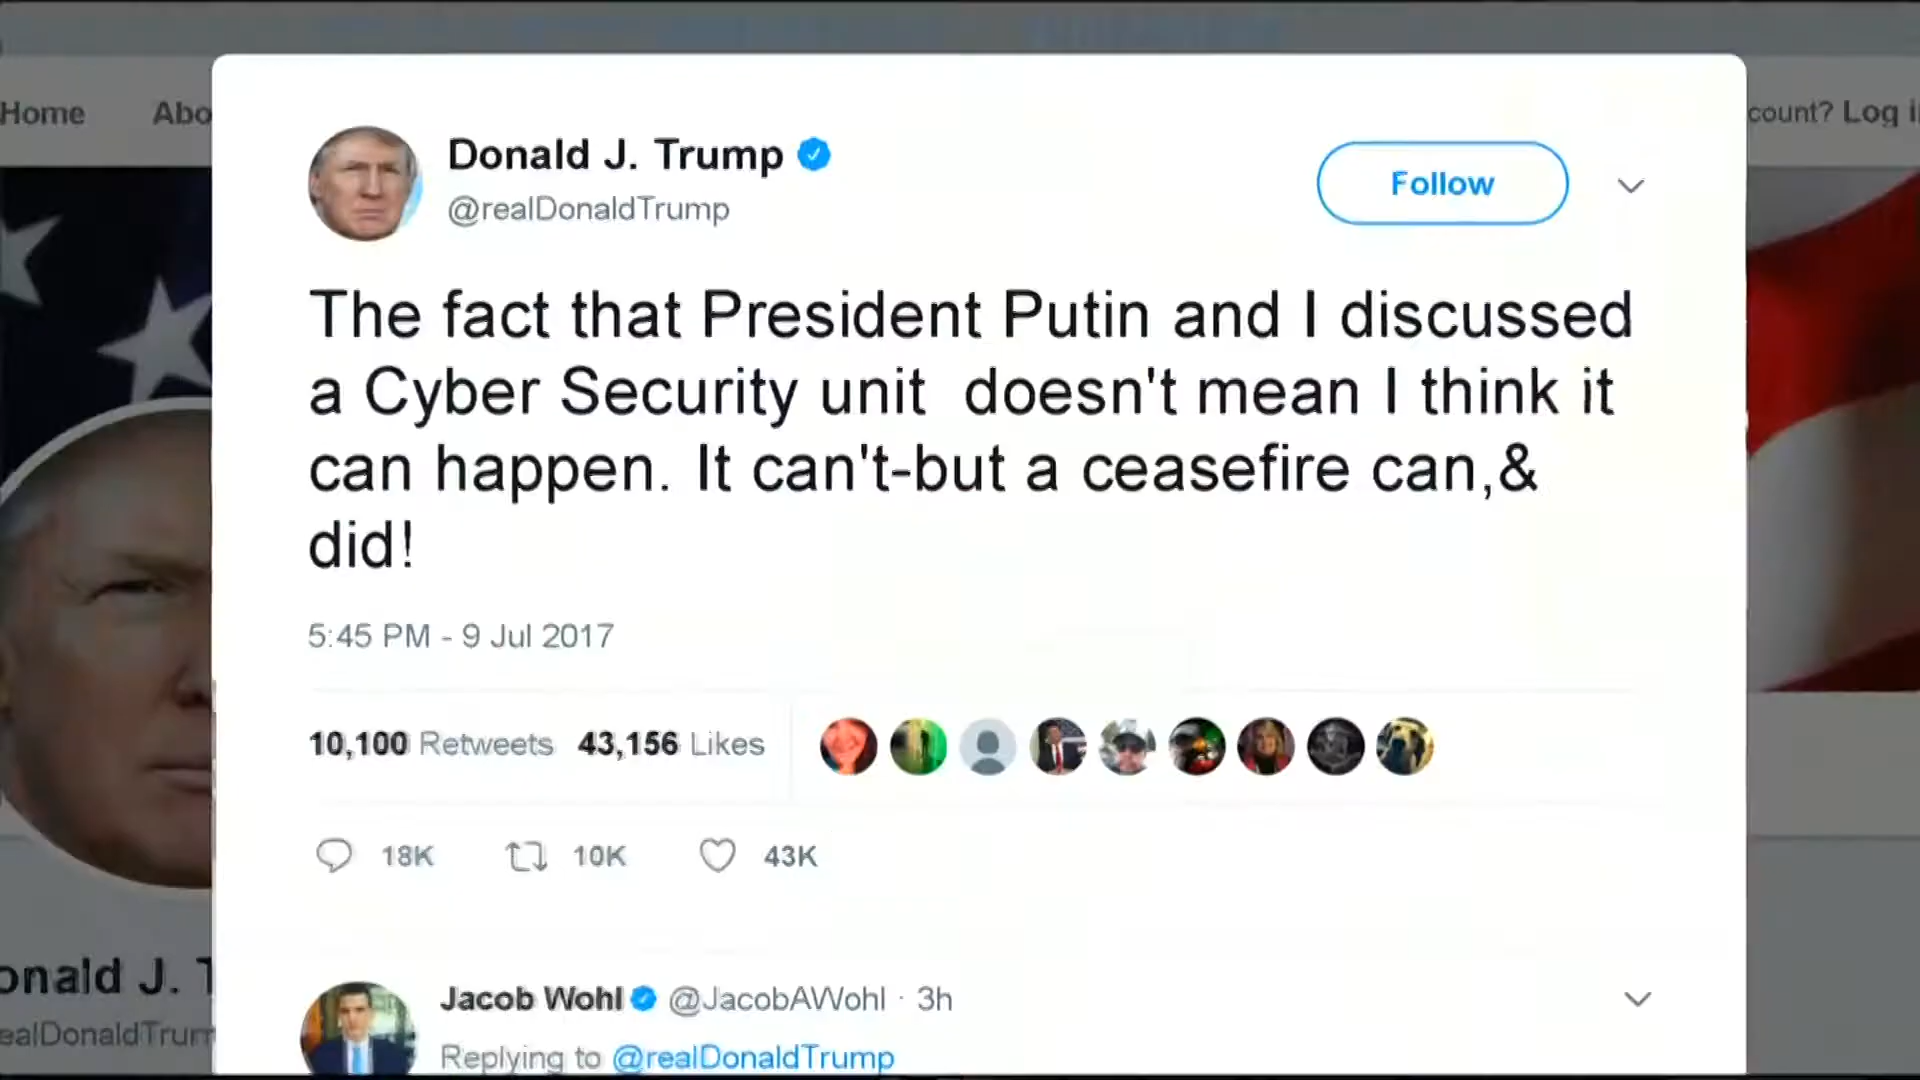 Home Abo
count? Log i
Donald J. Trump
@realDonaldTrump
Follow
The fact that President Putin and I discussed
a Cyber Security unit  doesn't mean I think it
can happen. It can't-but a ceasefire can,&
did!
5:45 PM - 9 Jul 2017
10,100 Retweets 43,156 Likes
18K 10K 43K
onald J. T
ealDonaldTrum
Jacob Wohl @JacobAWohl · 3h
Replying to @realDonaldTrump